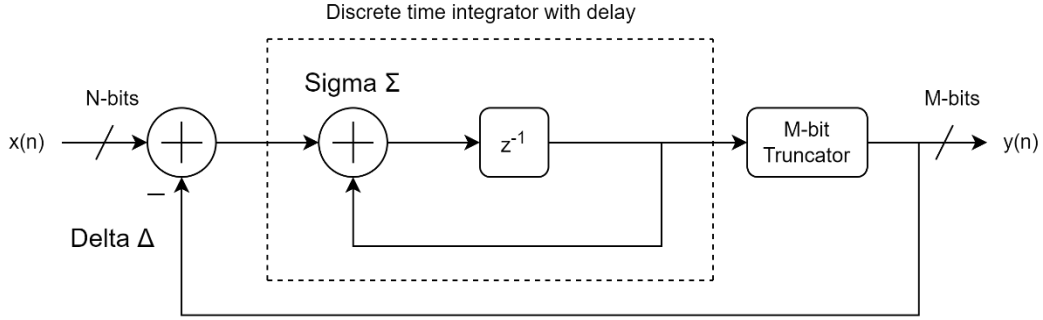 Discrete time integrator with delay
Sigma Σ
N-bits
M-bits
x(n)
+
+
z⁻¹
M-bit
Truncator
y(n)
−
Delta Δ